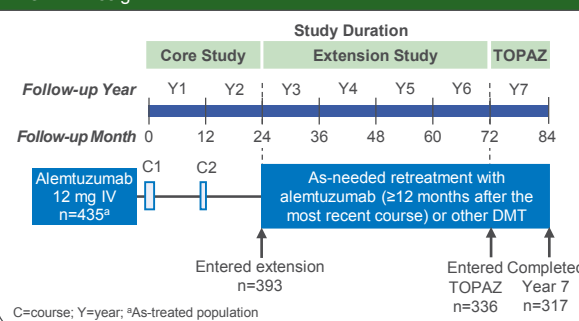 Study Duration
Core Study Extension Study TOPAZ
Follow-up Year Y1 Y2 Y3 Y4 Y5 Y6 Y7
Follow-up Month 0 12 24 36 48 60 72 84
Alemtuzumab
12 mg IV
n=435ᵃ
C1 C2
As-needed retreatment with
alemtuzumab (≥12 months after the
most recent course) or other DMT
Entered extension
n=393
Entered
TOPAZ
n=336
Completed
Year 7
n=317
C=course; Y=year; ᵃAs-treated population